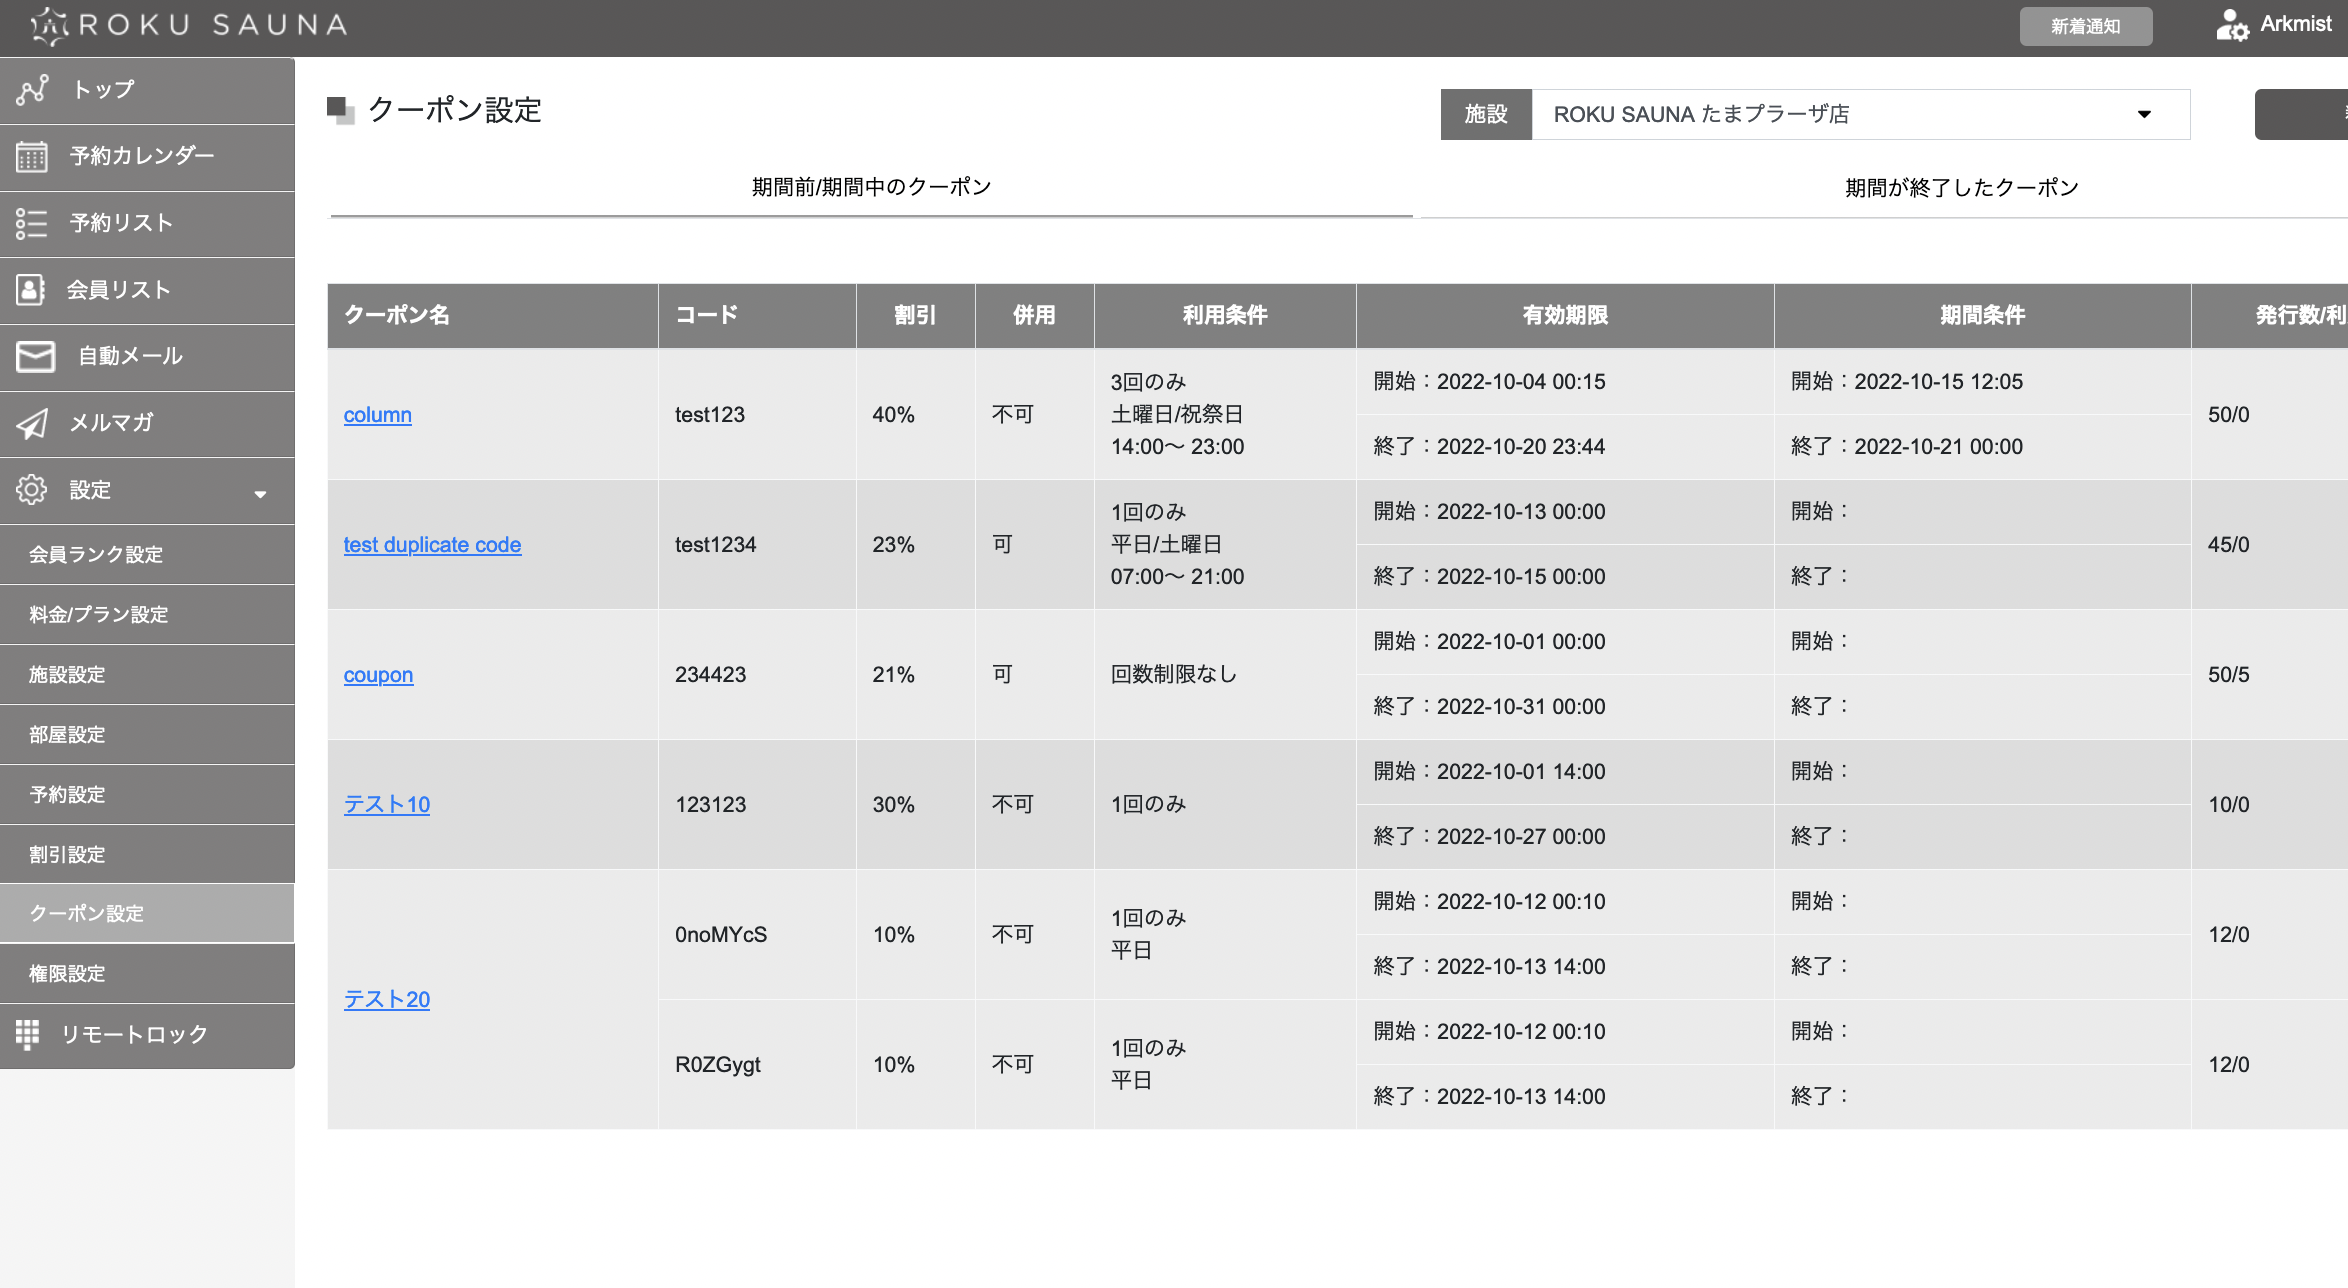 ROKU SAUNA
新着通知
Arkmist
トップ
予約カレンダー
予約リスト
会員リスト
自動メール
メルマガ
設定
会員ランク設定
料金/プラン設定
施設設定
部屋設定
予約設定
割引設定
クーポン設定
権限設定
リモートロック
クーポン設定
施設
ROKU SAUNA たまプラーザ店
期間前/期間中のクーポン
期間が終了したクーポン
クーポン名 コード 割引 併用 利用条件 有効期限 期間条件 発行数/利
column test123 40% 不可
3回のみ
土曜日/祝祭日
14:00〜 23:00
開始：2022-10-04 00:15
終了：2022-10-20 23:44
開始：2022-10-15 12:05
終了：2022-10-21 00:00
50/0
test duplicate code test1234 23% 可
1回のみ
平日/土曜日
07:00〜 21:00
開始：2022-10-13 00:00
終了：2022-10-15 00:00
開始：
終了：
45/0
coupon 234423 21% 可 回数制限なし
開始：2022-10-01 00:00
終了：2022-10-31 00:00
開始：
終了：
50/5
テスト10 123123 30% 不可 1回のみ
開始：2022-10-01 14:00
終了：2022-10-27 00:00
開始：
終了：
10/0
テスト20
0noMYcS 10% 不可
1回のみ
平日
開始：2022-10-12 00:10
終了：2022-10-13 14:00
開始：
終了：
12/0
R0ZGygt 10% 不可
1回のみ
平日
開始：2022-10-12 00:10
終了：2022-10-13 14:00
開始：
終了：
12/0